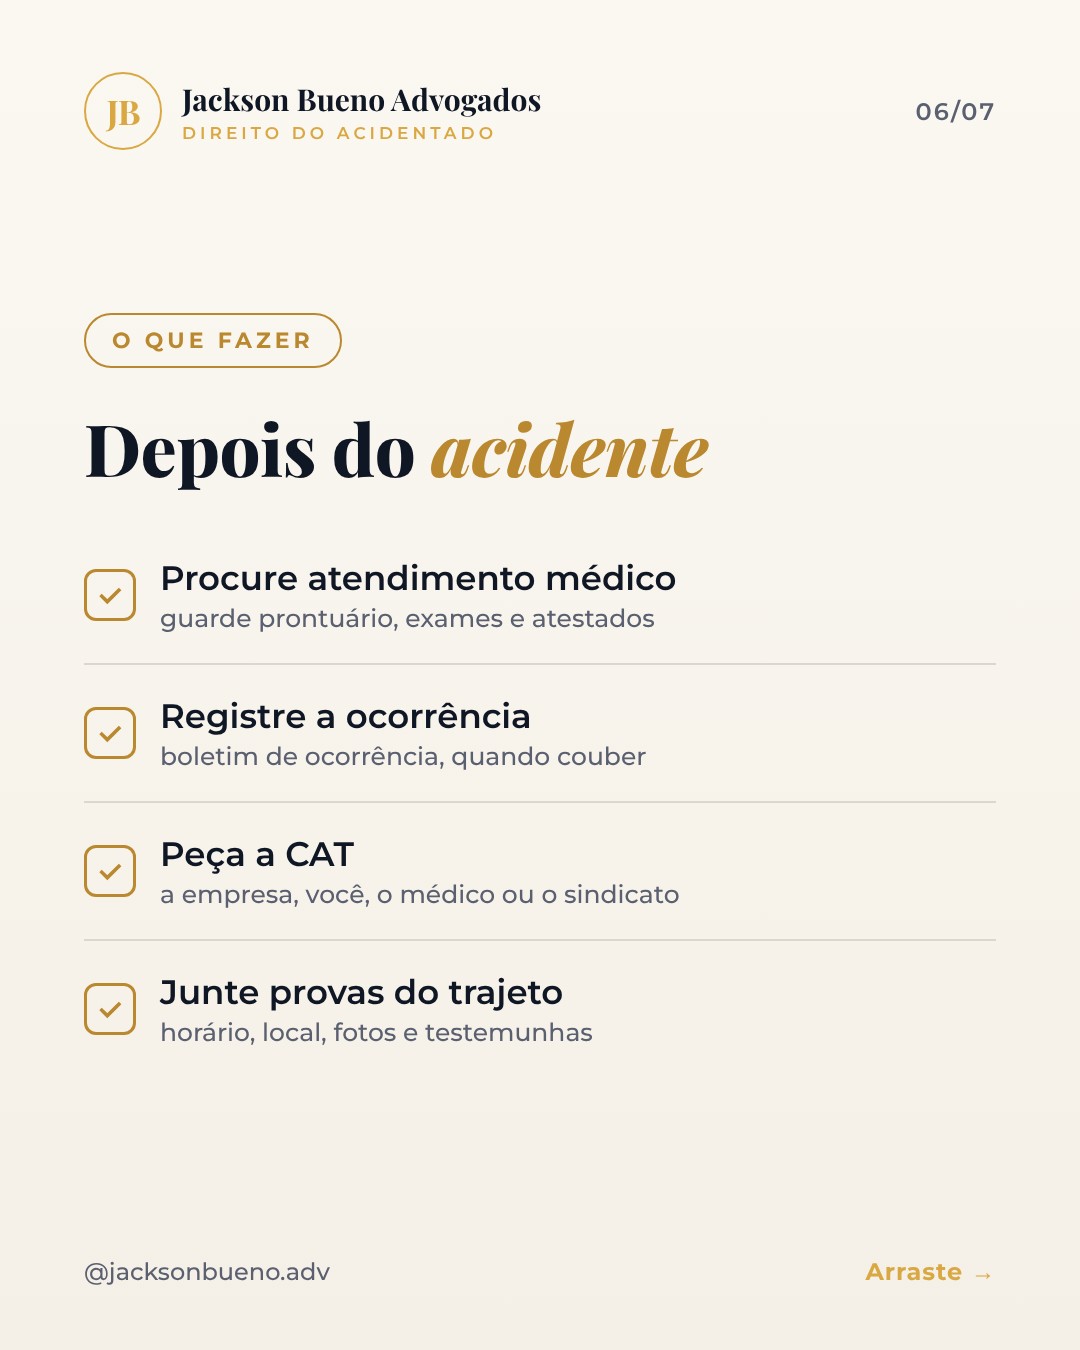 JB
Jackson Bueno Advogados
DIREITO DO ACIDENTADO
06/07
O QUE FAZER
Depois do acidente
Procure atendimento médico
guarde prontuário, exames e atestados
Registre a ocorrência
boletim de ocorrência, quando couber
Peça a CAT
a empresa, você, o médico ou o sindicato
Junte provas do trajeto
horário, local, fotos e testemunhas
@jacksonbueno.adv
Arraste →